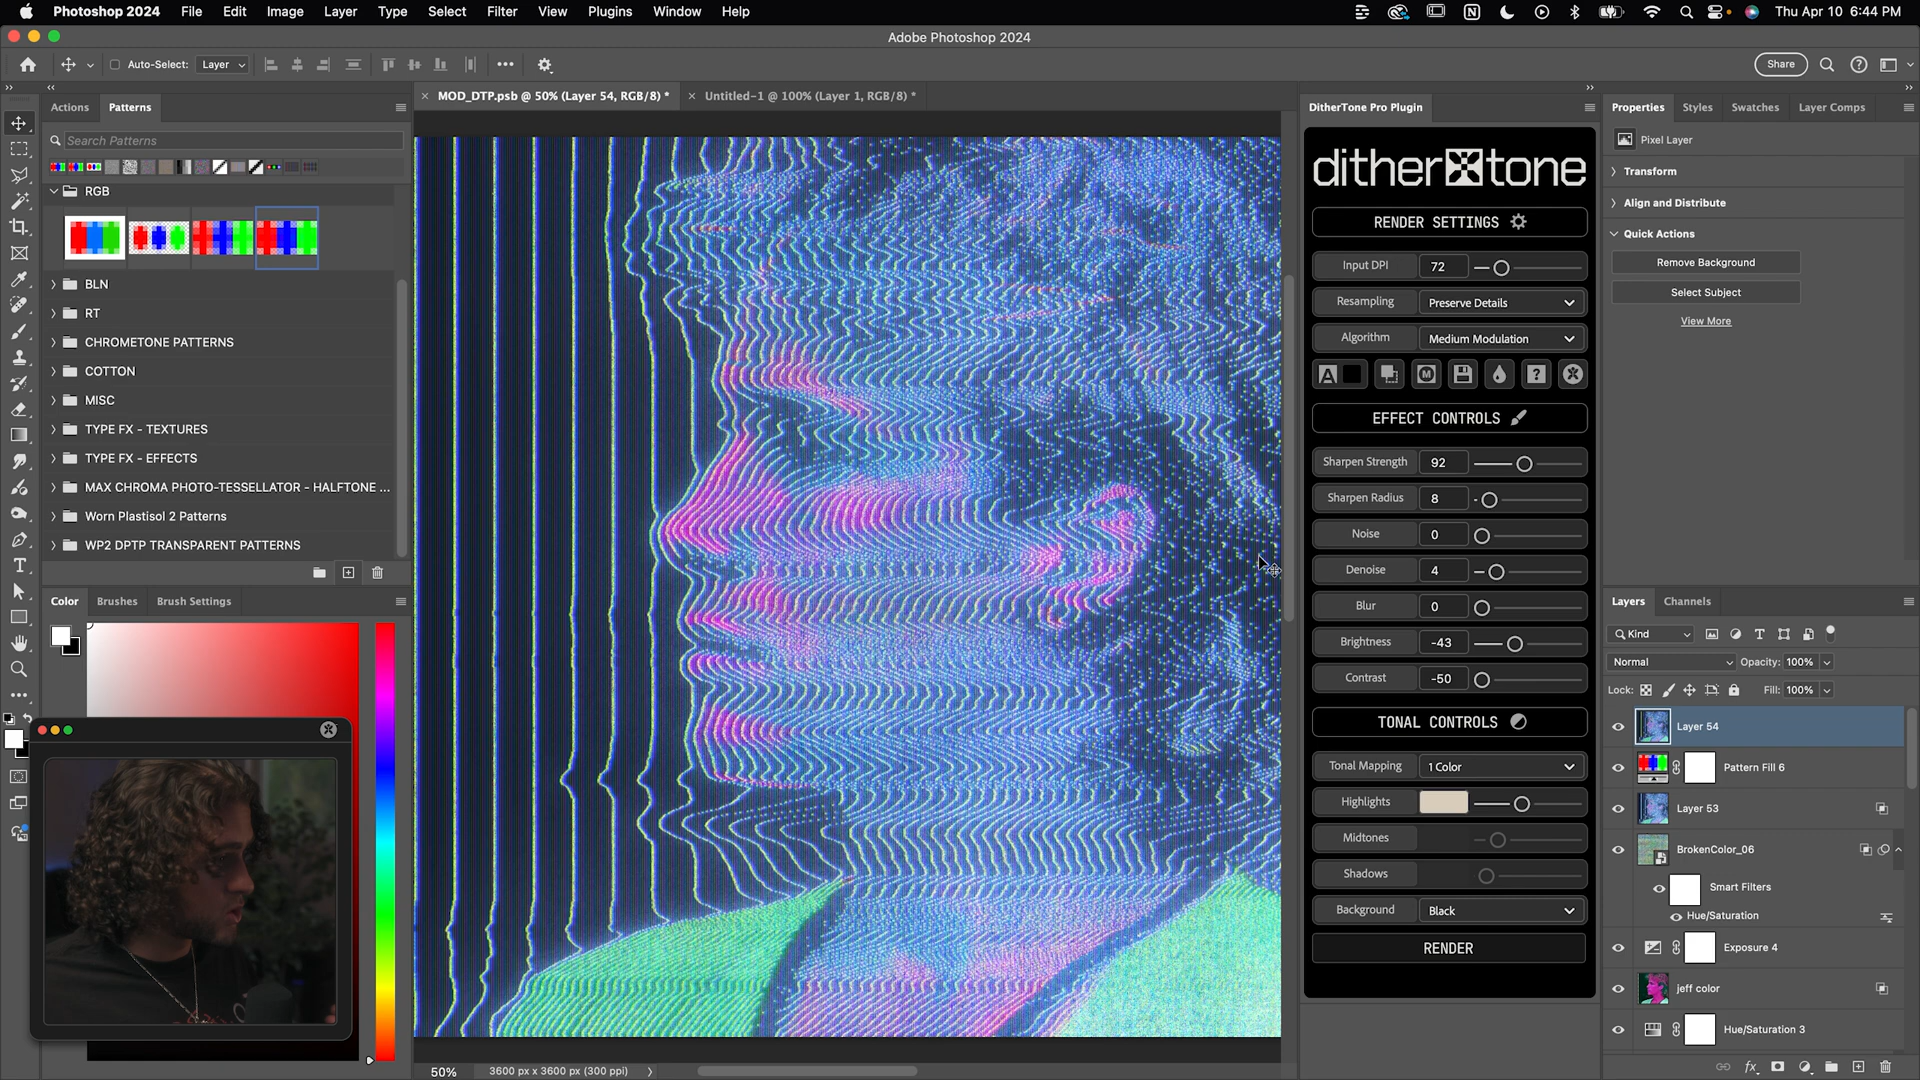 Photoshop 2024 File Edit Image Layer Type Select Filter View Plugins Window Help Thu Apr 10 6:44 PM
Adobe Photoshop 2024
Auto-Select: Layer Share
Actions Patterns
MOD_DTP.psb @ 50% (Layer 54, RGB/8) * Untitled-1 @ 100% (Layer 1, RGB/8) *
Search Patterns
RGB
BLN
RT
CHROMETONE PATTERNS
COTTON
MISC
TYPE FX - TEXTURES
TYPE FX - EFFECTS
MAX CHROMA PHOTO-TESSELLATOR - HALFTONE ...
Worn Plastisol 2 Patterns
WP2 DPTP TRANSPARENT PATTERNS
Color Brushes Brush Settings
50% 3600 px x 3600 px (300 ppi)
DitherTone Pro Plugin
dither tone
RENDER SETTINGS
Input DPI 72
Resampling Preserve Details
Algorithm Medium Modulation
A M ?
EFFECT CONTROLS
Sharpen Strength 92
Sharpen Radius 8
Noise 0
Denoise 4
Blur 0
Brightness -43
Contrast -50
TONAL CONTROLS
Tonal Mapping 1 Color
Highlights
Midtones
Shadows
Background Black
RENDER
Properties Styles Swatches Layer Comps
Pixel Layer
Transform
Align and Distribute
Quick Actions
Remove Background
Select Subject
View More
Layers Channels
Kind
Normal Opacity: 100%
Lock: Fill: 100%
Layer 54
Pattern Fill 6
Layer 53
BrokenColor_06
Smart Filters
Hue/Saturation
Exposure 4
jeff color
Hue/Saturation 3
fx